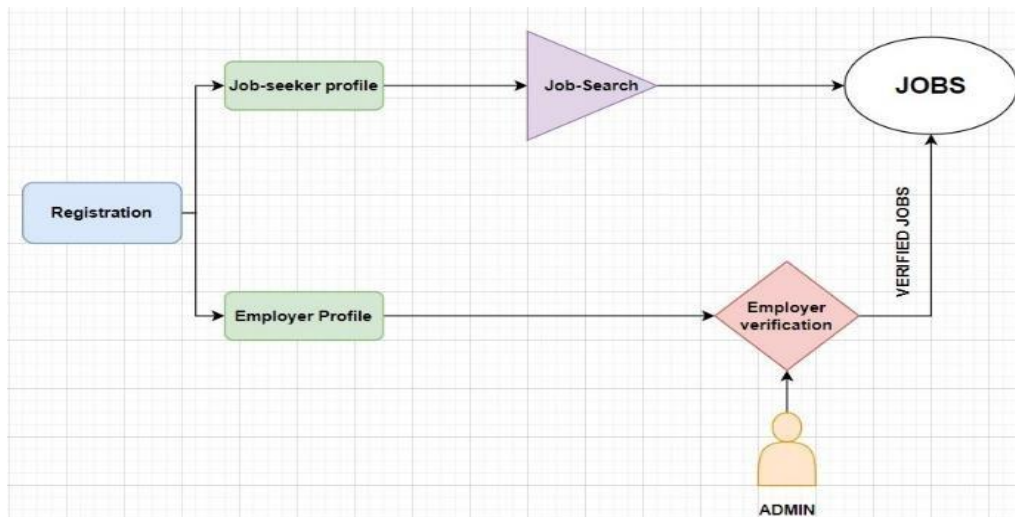 Job-seeker profile
Job-Search
JOBS
Registration
VERIFIED JOBS
Employer Profile
Employer
verification
ADMIN